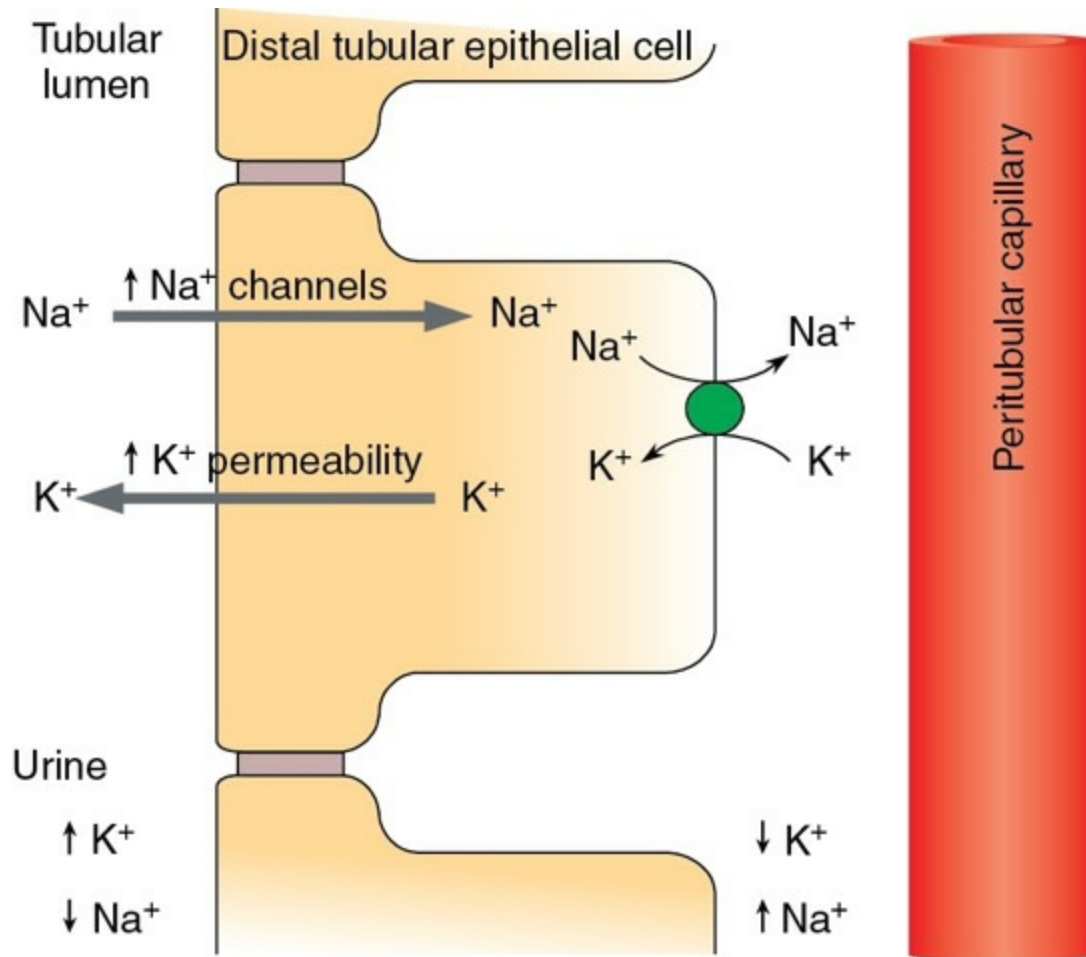 Tubular
lumen
Distal tubular epithelial cell
Peritubular capillary
↑ Na⁺ channels
Na⁺
Na⁺
Na⁺
Na⁺
↑ K⁺ permeability
K⁺
K⁺
K⁺
K⁺
Urine
↑ K⁺
↓ Na⁺
↓ K⁺
↑ Na⁺